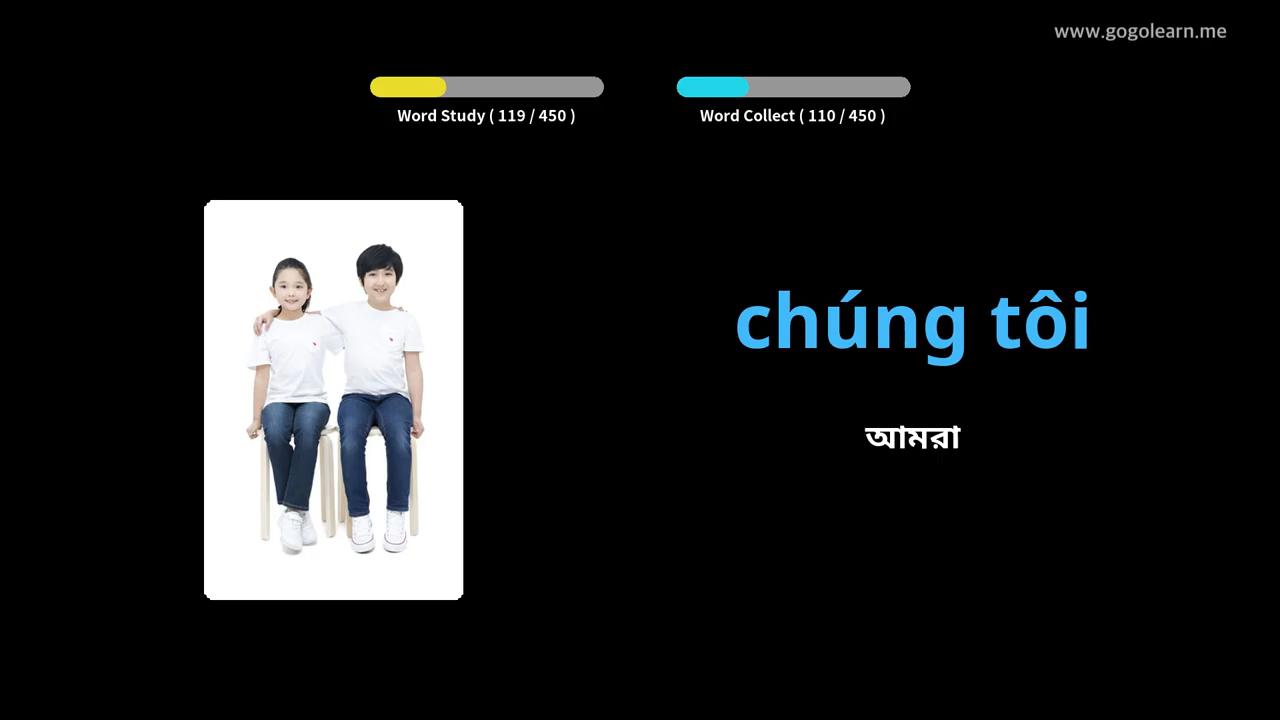 www.gogolearn.me
Word Study ( 119 / 450 )
Word Collect ( 110 / 450 )
chúng tôi
আমরা